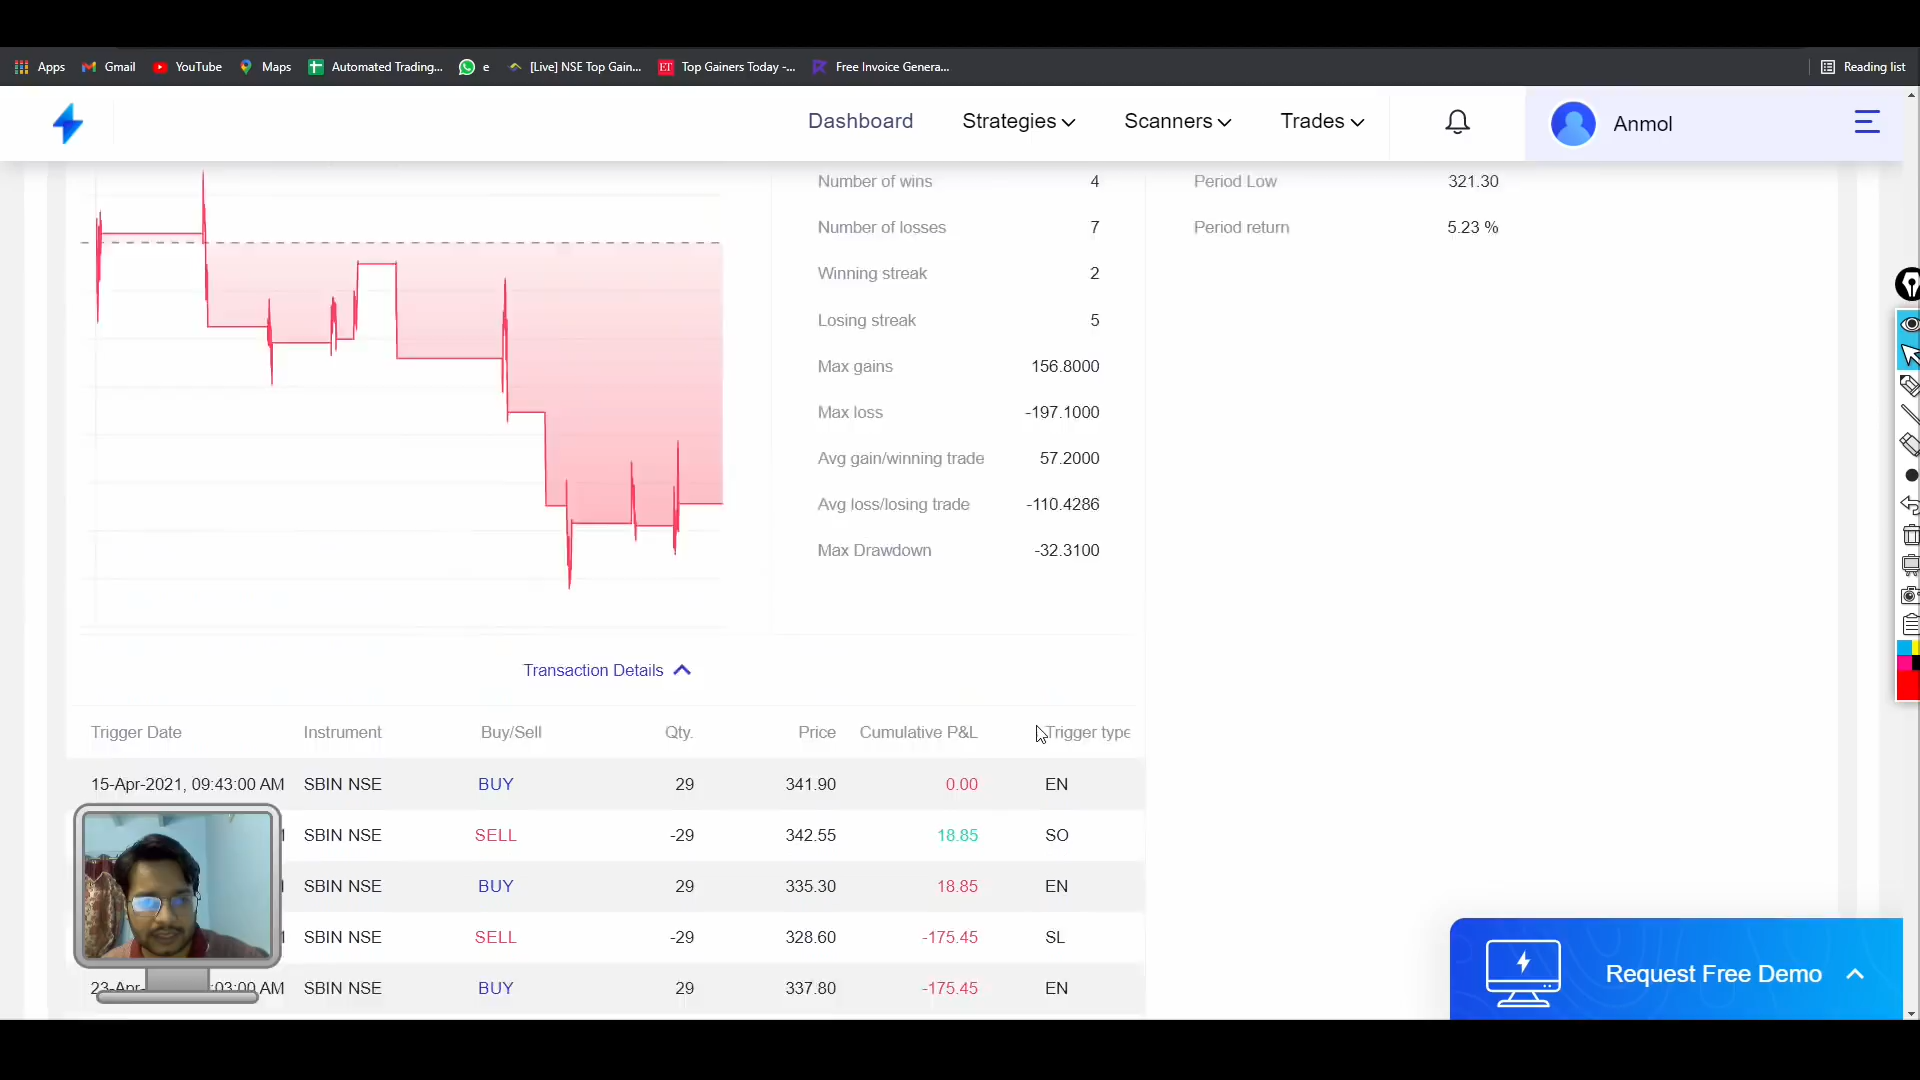 Apps Gmail YouTube Maps Automated Trading... e [Live] NSE Top Gain... ET Top Gainers Today -... Free Invoice Genera... Reading list
Dashboard Strategies Scanners Trades Anmol
Number of wins 4 Period Low 321.30
Number of losses 7 Period return 5.23 %
Winning streak 2
Losing streak 5
Max gains 156.8000
Max loss -197.1000
Avg gain/winning trade 57.2000
Avg loss/losing trade -110.4286
Max Drawdown -32.3100
Transaction Details
Trigger Date Instrument Buy/Sell Qty. Price Cumulative P&L Trigger type
15-Apr-2021, 09:43:00 AM SBIN NSE BUY 29 341.90 0.00 EN
SBIN NSE SELL -29 342.55 18.85 SO
SBIN NSE BUY 29 335.30 18.85 EN
SBIN NSE SELL -29 328.60 -175.45 SL
23-Apr- :03:00 AM SBIN NSE BUY 29 337.80 -175.45 EN
Request Free Demo